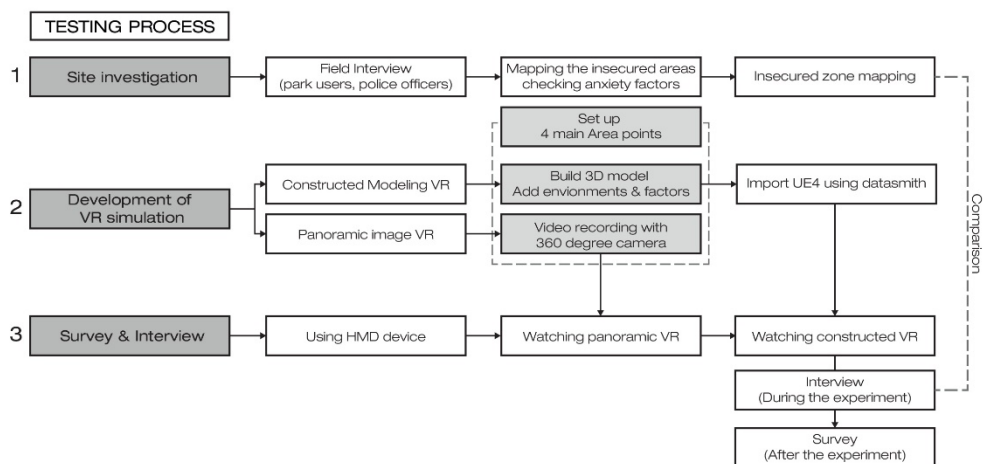 TESTING PROCESS
1
Site investigation
Field Interview
(park users, police officers)
Mapping the insecured areas
checking anxiety factors
Insecured zone mapping
Set up
4 main Area points
2
Development of
VR simulation
Constructed Modeling VR
Build 3D model
Add envionments & factors
Import UE4 using datasmith
Panoramic image VR
Video recording with
360 degree camera
Comparison
3
Survey & Interview
Using HMD device
Watching panoramic VR
Watching constructed VR
Interview
(During the experiment)
Survey
(After the experiment)